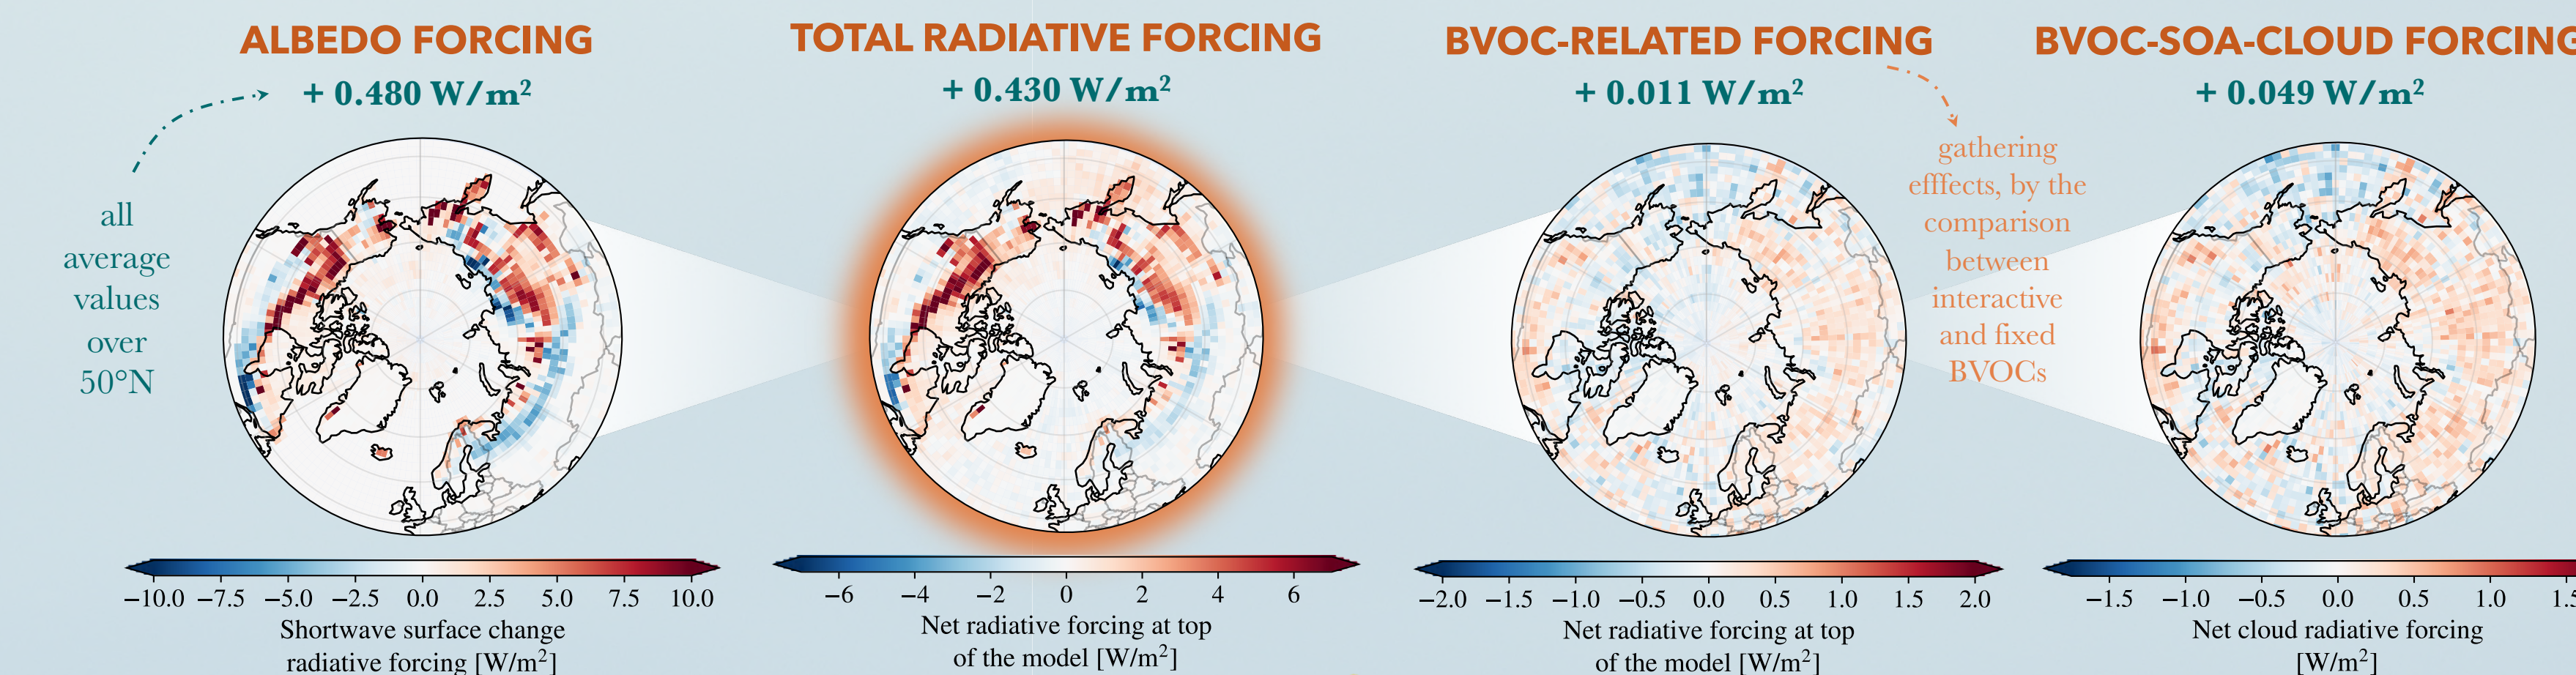 ALBEDO FORCING
+ 0.480 W/m²
all
average
values
over
50°N
−10.0 −7.5 −5.0 −2.5 0.0 2.5 5.0 7.5 10.0
Shortwave surface change
radiative forcing [W/m²]
TOTAL RADIATIVE FORCING
+ 0.430 W/m²
−6 −4 −2 0 2 4 6
Net radiative forcing at top
of the model [W/m²]
BVOC-RELATED FORCING
+ 0.011 W/m²
gathering
efffects, by the
comparison
between
interactive
and fixed
BVOCs
−2.0 −1.5 −1.0 −0.5 0.0 0.5 1.0 1.5 2.0
Net radiative forcing at top
of the model [W/m²]
BVOC-SOA-CLOUD FORCING
+ 0.049 W/m²
−1.5 −1.0 −0.5 0.0 0.5 1.0 1.5
Net cloud radiative forcing
[W/m²]